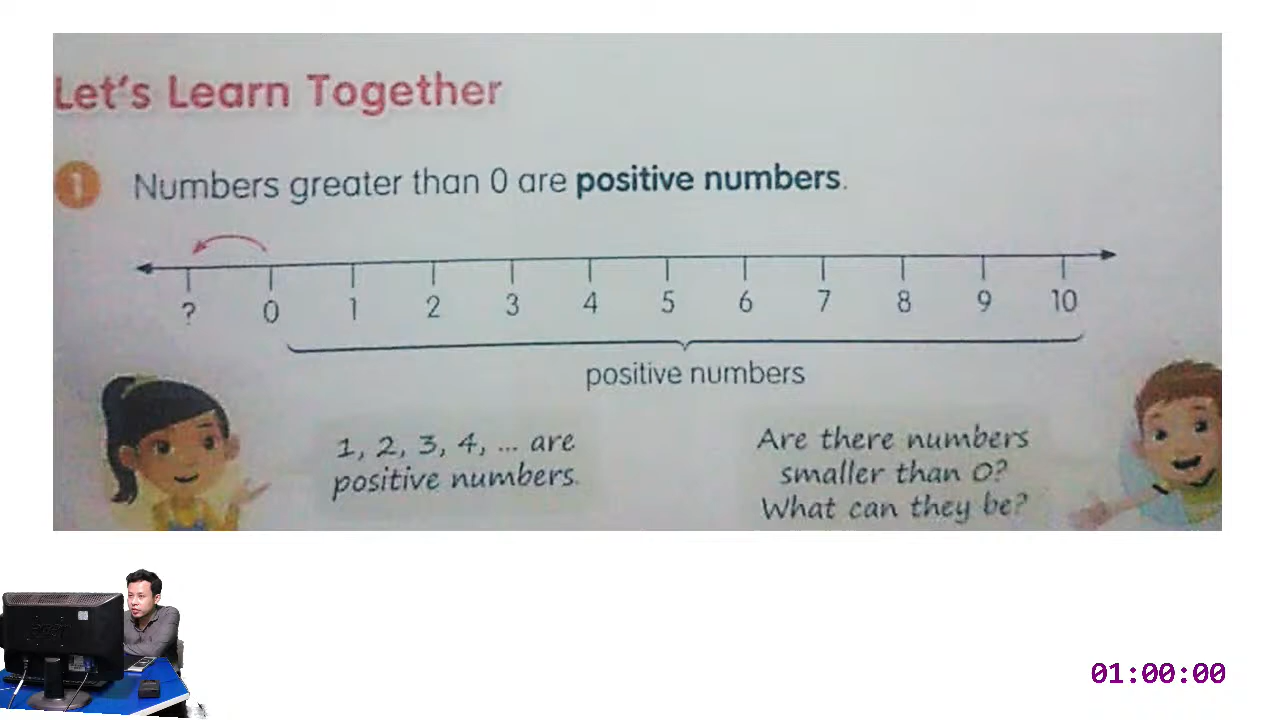 Let's Learn Together
1 Numbers greater than 0 are positive numbers.
? 0 1 2 3 4 5 6 7 8 9 10
positive numbers
1, 2, 3, 4, ... are
positive numbers.
Are there numbers
smaller than 0?
What can they be?
01:00:00